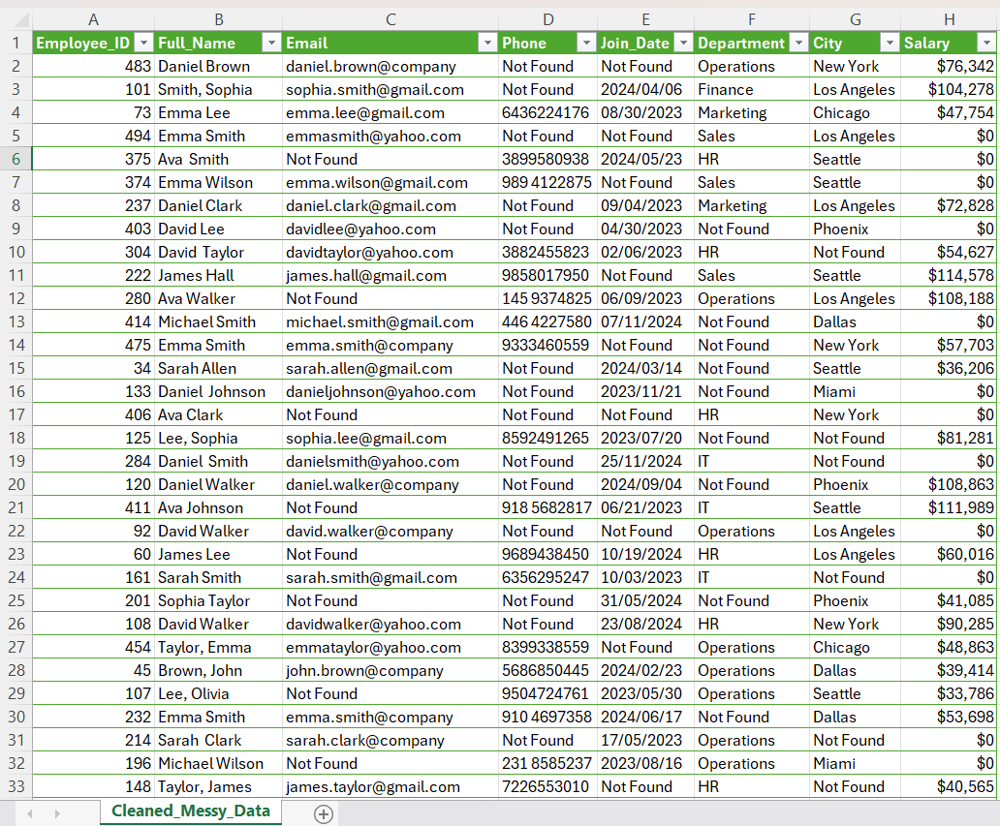 A B C D E F G H
1 Employee_ID Full_Name Email Phone Join_Date Department City Salary
2 483 Daniel Brown daniel.brown@company Not Found Not Found Operations New York $76,342
3 101 Smith, Sophia sophia.smith@gmail.com Not Found 2024/04/06 Finance Los Angeles $104,278
4 73 Emma Lee emma.lee@gmail.com 6436224176 08/30/2023 Marketing Chicago $47,754
5 494 Emma Smith emmasmith@yahoo.com Not Found Not Found Sales Los Angeles $0
6 375 Ava  Smith Not Found 3899580938 2024/05/23 HR Seattle $0
7 374 Emma Wilson emma.wilson@gmail.com 989 4122875 Not Found Sales Seattle $0
8 237 Daniel Clark daniel.clark@gmail.com Not Found 09/04/2023 Marketing Los Angeles $72,828
9 403 David Lee davidlee@yahoo.com Not Found 04/30/2023 Not Found Phoenix $0
10 304 David  Taylor davidtaylor@yahoo.com 3882455823 02/06/2023 HR Not Found $54,627
11 222 James Hall james.hall@gmail.com 9858017950 Not Found Sales Seattle $114,578
12 280 Ava Walker Not Found 145 9374825 06/09/2023 Operations Los Angeles $108,188
13 414 Michael Smith michael.smith@gmail.com 446 4227580 07/11/2024 Not Found Dallas $0
14 475 Emma Smith emma.smith@company 9333460559 Not Found Not Found New York $57,703
15 34 Sarah Allen sarah.allen@gmail.com Not Found 2024/03/14 Not Found Seattle $36,206
16 133 Daniel  Johnson danieljohnson@yahoo.com Not Found 2023/11/21 Not Found Miami $0
17 406 Ava Clark Not Found Not Found Not Found HR New York $0
18 125 Lee, Sophia sophia.lee@gmail.com 8592491265 2023/07/20 Not Found Not Found $81,281
19 284 Daniel  Smith danielsmith@yahoo.com Not Found 25/11/2024 IT Not Found $0
20 120 Daniel Walker daniel.walker@company Not Found 2024/09/04 Not Found Phoenix $108,863
21 411 Ava Johnson Not Found 918 5682817 06/21/2023 IT Seattle $111,989
22 92 David Walker david.walker@company Not Found Not Found Operations Los Angeles $0
23 60 James Lee Not Found 9689438450 10/19/2024 HR Los Angeles $60,016
24 161 Sarah Smith sarah.smith@gmail.com 6356295247 10/03/2023 IT Not Found $0
25 201 Sophia Taylor Not Found Not Found 31/05/2024 Not Found Phoenix $41,085
26 108 David Walker davidwalker@yahoo.com Not Found 23/08/2024 HR New York $90,285
27 454 Taylor, Emma emmataylor@yahoo.com 8399338559 Not Found Operations Chicago $48,863
28 45 Brown, John john.brown@company 5686850445 2024/02/23 Operations Dallas $39,414
29 107 Lee, Olivia Not Found 9504724761 2023/05/30 Operations Seattle $33,786
30 232 Emma Smith emma.smith@company 910 4697358 2024/06/17 Not Found Dallas $53,698
31 214 Sarah  Clark sarah.clark@company Not Found 17/05/2023 Operations Not Found $0
32 196 Michael Wilson Not Found 231 8585237 2023/08/16 Operations Miami $0
33 148 Taylor, James james.taylor@gmail.com 7226553010 Not Found HR Not Found $40,565
Cleaned_Messy_Data